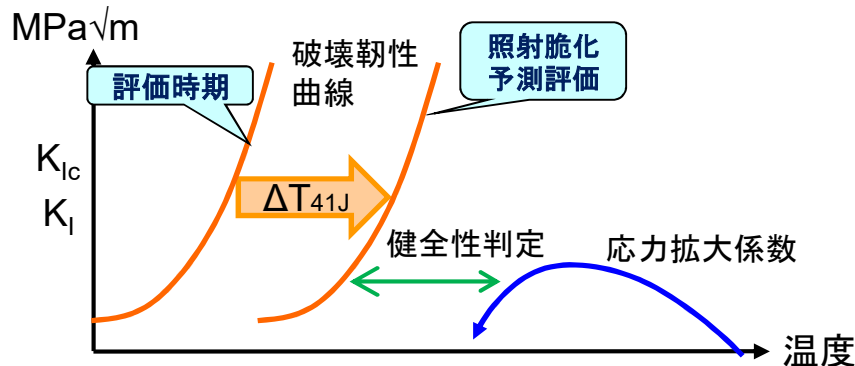 MPa√m
破壊靭性
曲線
評価時期
照射脆化
予測評価
KIc
KI
ΔT41J
健全性判定
応力拡大係数
温度